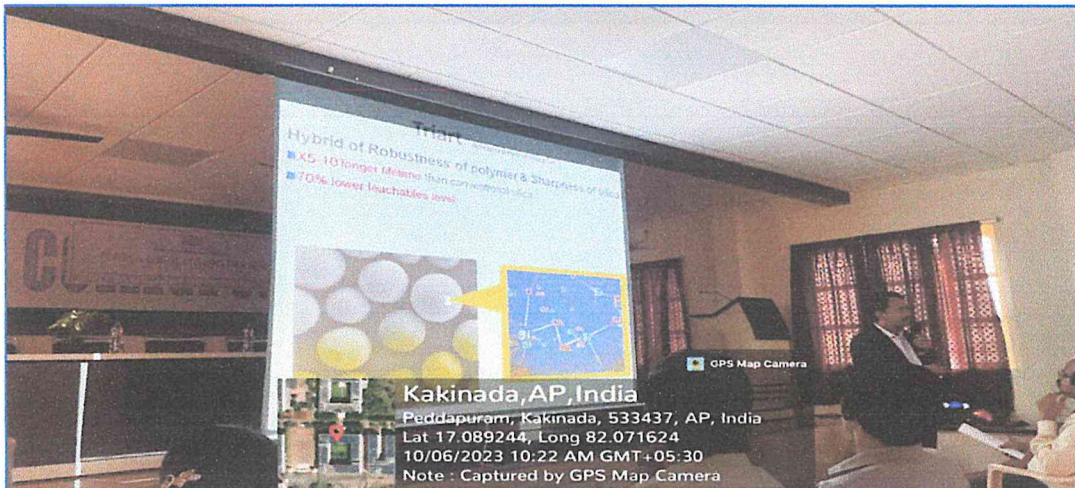 Triart
Hybrid of Robustness of polymer & Sharpness of silica
X5-10 longer lifetime than conventional silica
70% lower leachables level
GPS Map Camera
Kakinada,AP,India
Peddapuram, Kakinada, 533437, AP, India
Lat 17.089244, Long 82.071624
10/06/2023 10:22 AM GMT+05:30
Note : Captured by GPS Map Camera